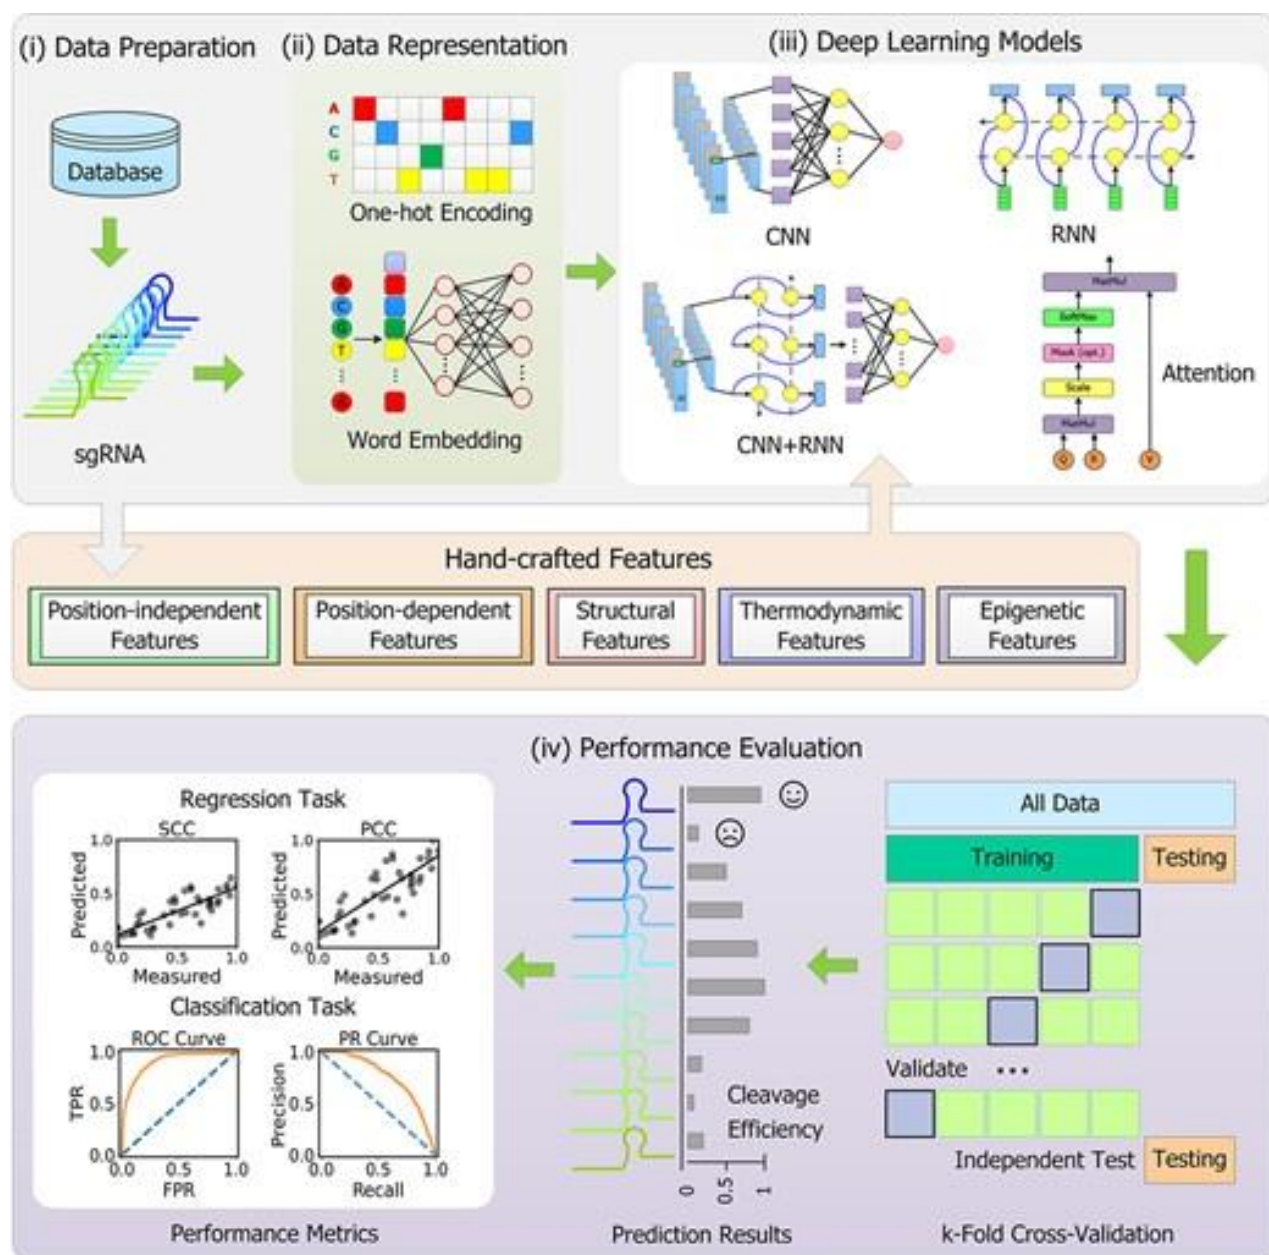 (i) Data Preparation
Database
sgRNA
(ii) Data Representation
A
C
G
T
One-hot Encoding
A
C
G
T
Word Embedding
(iii) Deep Learning Models
CNN
RNN
CNN+RNN
MatMul
SoftMax
Mask (opt.)
Scale
MatMul
Q
K
V
Attention
Hand-crafted Features
Position-independent
Features
Position-dependent
Features
Structural
Features
Thermodynamic
Features
Epigenetic
Features
(iv) Performance Evaluation
Regression Task
SCC
Predicted
1.0
0.5
0.0
0.0
0.5
1.0
Measured
PCC
Predicted
1.0
0.5
0.0
0.0
0.5
1.0
Measured
Classification Task
ROC Curve
TPR
1.0
0.5
0.0
0.0
0.5
1.0
FPR
PR Curve
Precision
1.0
0.5
0.0
0.0
0.5
1.0
Recall
Performance Metrics
Cleavage
Efficiency
0
0.5
1
Prediction Results
All Data
Training
Testing
Validate ...
Independent Test
Testing
k-Fold Cross-Validation